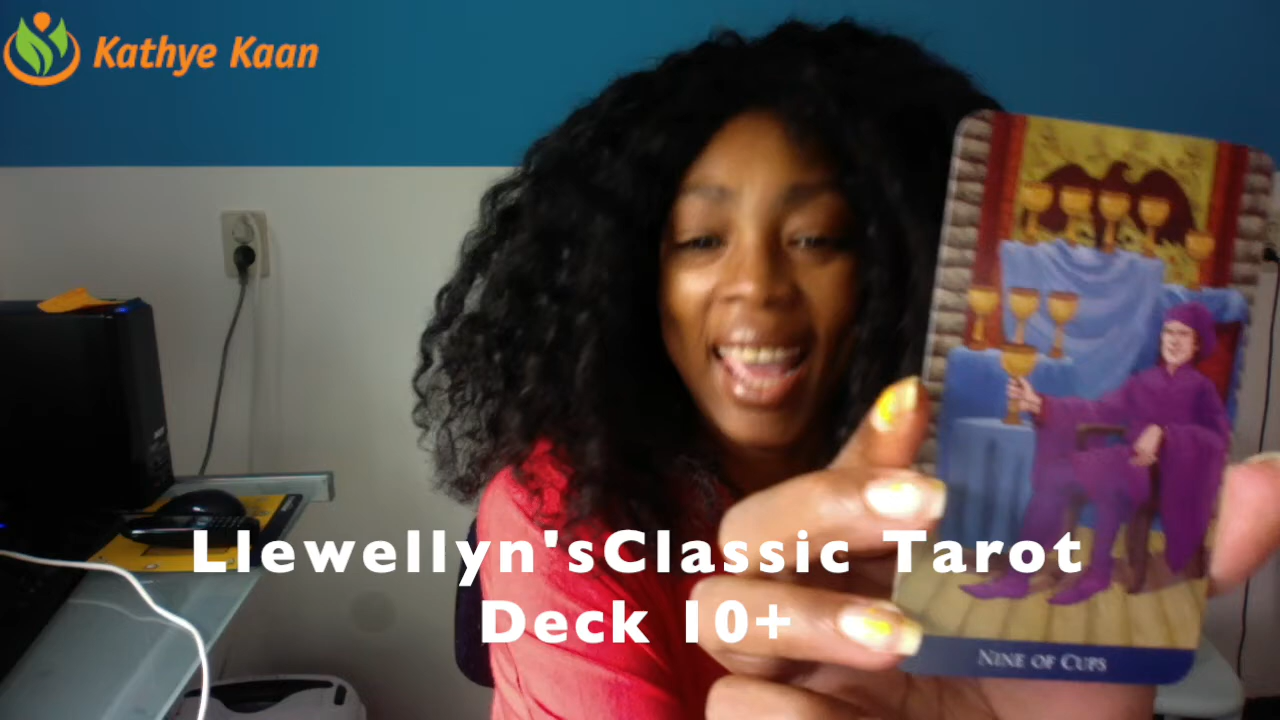 Kathye Kaan
Llewellyn'sClassic Tarot
Deck 10+
NINE OF CUPS